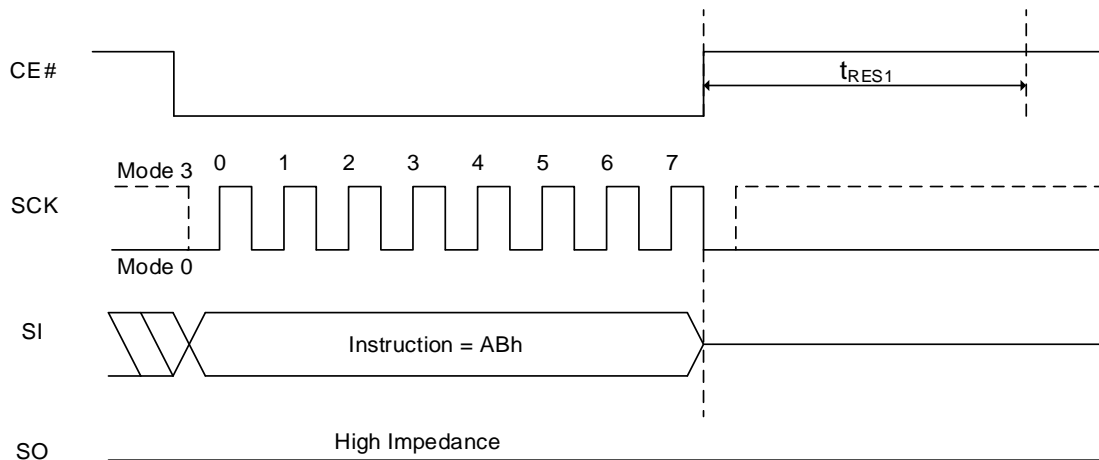 CE#
tRES1
Mode 3 0 1 2 3 4 5 6 7
SCK
Mode 0
SI
Instruction = ABh
High Impedance
SO